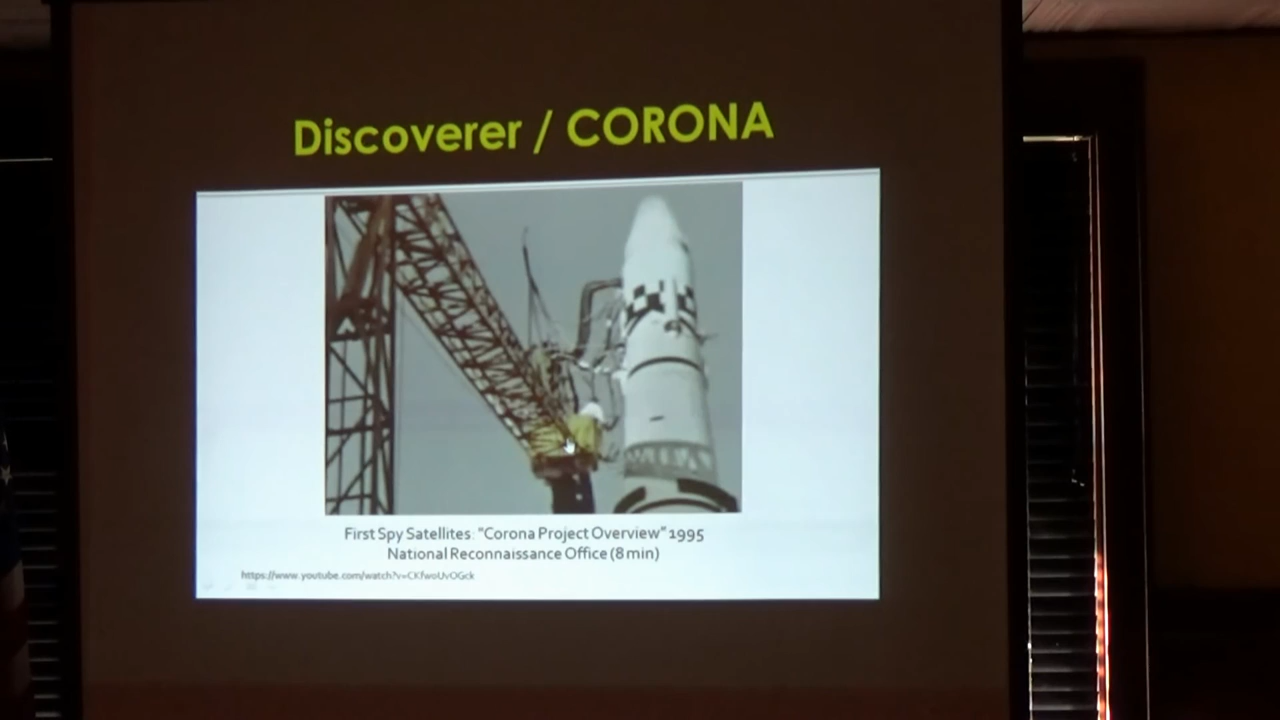 Discoverer / CORONA
First Spy Satellites: "Corona Project Overview" 1995
National Reconnaissance Office (8 min)
https://www.youtube.com/watch?v=CKfwoUvOGck